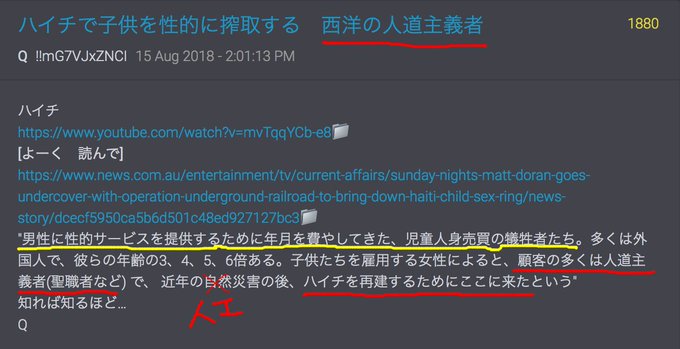 ハイチで子供を性的に搾取する　西洋の人道主義者
1880
Q !!mG7VJxZNCI 15 Aug 2018 - 2:01:13 PM
ハイチ
https://www.youtube.com/watch?v=mvTqqYCb-e8
[よーく　読んで]
https://www.news.com.au/entertainment/tv/current-affairs/sunday-nights-matt-doran-goes-
undercover-with-operation-underground-railroad-to-bring-down-haiti-child-sex-ring/news-
story/dcecf5950ca5b6d501c48ed927127bc3
"男性に性的サービスを提供するために年月を費やしてきた、児童人身売買の犠牲者たち。多くは外
国人で、彼らの年齢の3、4、5、6倍ある。子供たちを雇用する女性によると、顧客の多くは人道主
義者(聖職者など) で、 近年の自然災害の後、ハイチを再建するためにここに来たという"
人工
知れば知るほど…
Q